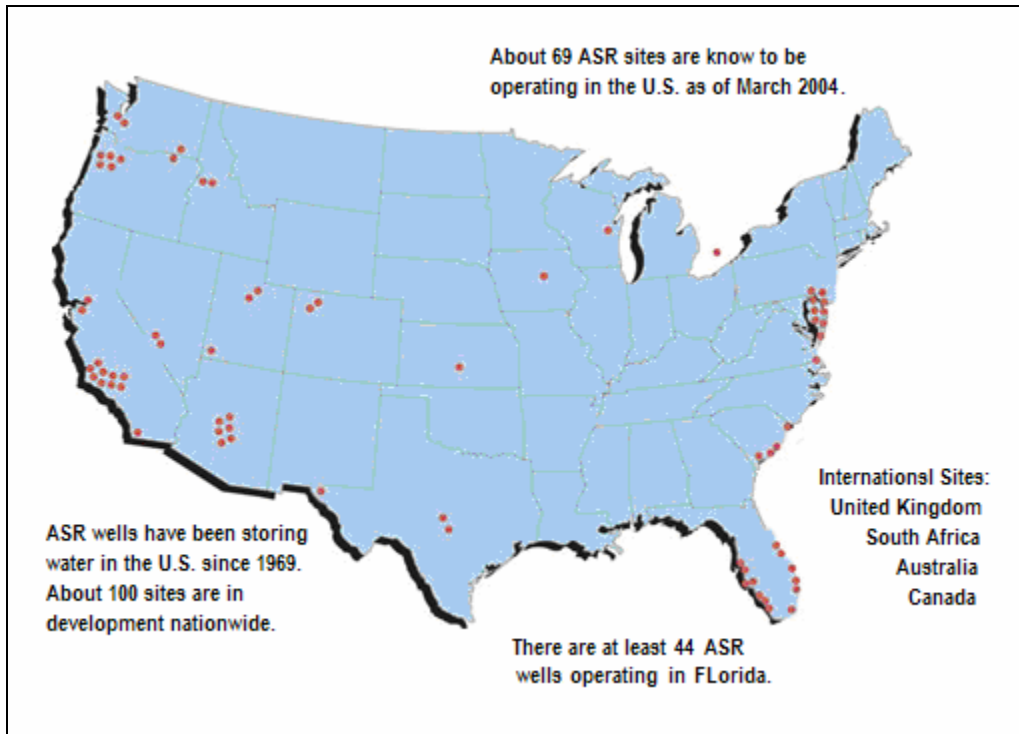 About 69 ASR sites are know to be
operating in the U.S. as of March 2004.
Internationsl Sites:
United Kingdom
South Africa
Australia
Canada
ASR wells have been storing
water in the U.S. since 1969.
About 100 sites are in
development nationwide.
There are at least 44 ASR
wells operating in FLorida.